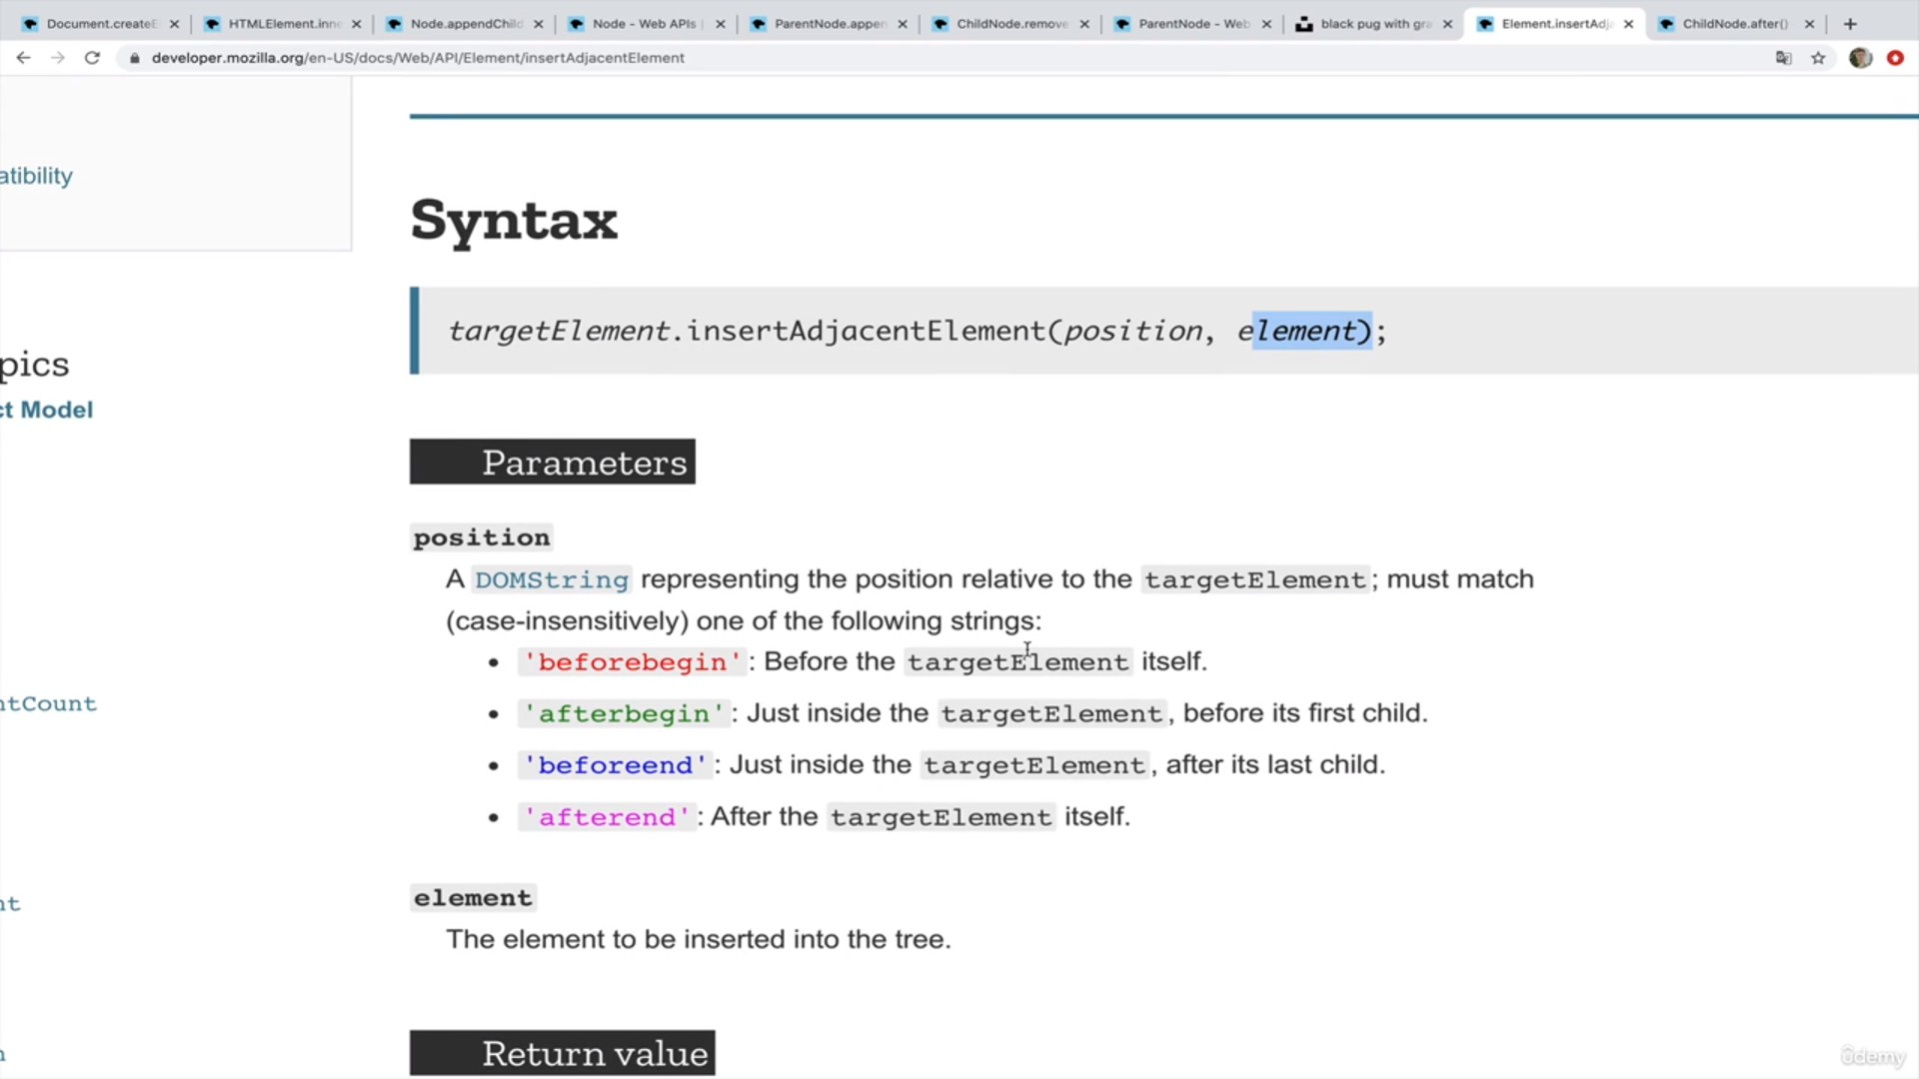 Document.createE
HTMLElement.inne
Node.appendChild
Node - Web APIs |
ParentNode.appen
ChildNode.remove
ParentNode - Web
black pug with gra
Element.insertAdja
ChildNode.after()
developer.mozilla.org/en-US/docs/Web/API/Element/insertAdjacentElement
atibility
Syntax
targetElement.insertAdjacentElement(position, element);
pics
ct Model
Parameters
position
A DOMString representing the position relative to the targetElement; must match
(case-insensitively) one of the following strings:
• 'beforebegin': Before the targetElement itself.
ntCount
• 'afterbegin': Just inside the targetElement, before its first child.
• 'beforeend': Just inside the targetElement, after its last child.
• 'afterend': After the targetElement itself.
element
nt
The element to be inserted into the tree.
Return value
ûdemy